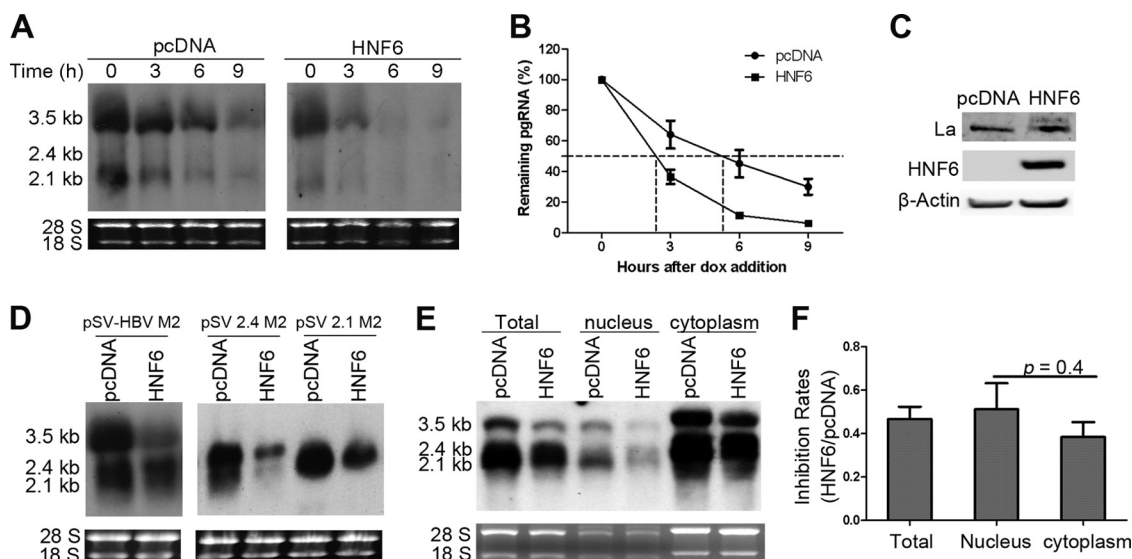 A
pcDNA HNF6
Time (h) 0 3 6 9 0 3 6 9
3.5 kb
2.4 kb
2.1 kb
28 S
18 S
B
120
100
80
60
40
20
0
Remaining pgRNA (%)
pcDNA
HNF6
0 3 6 9
Hours after dox addition
C
pcDNA HNF6
La
HNF6
β-Actin
D
pSV-HBV M2 pSV 2.4 M2 pSV 2.1 M2
pcDNA HNF6 pcDNA HNF6 pcDNA HNF6
3.5 kb
2.4 kb
2.1 kb
28 S
18 S
E
Total nucleus cytoplasm
pcDNA HNF6 pcDNA HNF6 pcDNA HNF6
3.5 kb
2.4 kb
2.1 kb
28 S
18 S
F
0.8
0.6
0.4
0.2
0.0
Inhibition Rates
(HNF6/pcDNA)
p = 0.4
Total Nucleus cytoplasm